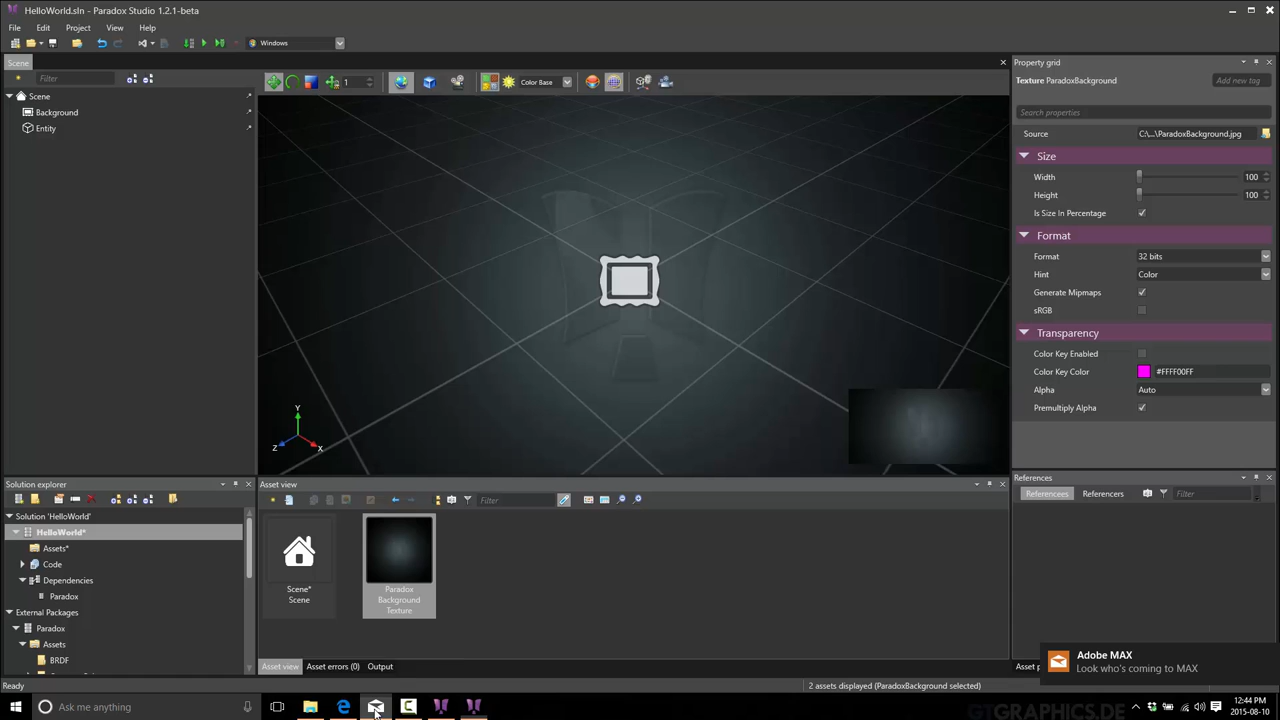 HelloWorld.sln - Paradox Studio 1.2.1-beta
File Edit Project View Help
Windows
Scene
Filter
1
Color Base
Scene
Background
Entity
Y
Z
X
Property grid
Texture ParadoxBackground
Add new tag
Search properties
Source C:\,...\ParadoxBackground.jpg
Size
Width 100
Height 100
Is Size In Percentage
Format
Format 32 bits
Hint Color
Generate Mipmaps
sRGB
Transparency
Color Key Enabled
Color Key Color #FFFF00FF
Alpha Auto
Premultiply Alpha
Solution explorer
Solution 'HelloWorld*'
HelloWorld*
Assets*
Code
Dependencies
Paradox
External Packages
Paradox
Assets
BRDF
Asset view
Filter
Scene*
Scene
Paradox
Background
Texture
Asset view Asset errors (0) Output
References
Referencees Referencers Filter
Adobe MAX
Look who's coming to MAX
Asset p
Ready
2 assets displayed (ParadoxBackground selected)
Ask me anything
GTGRAPHICS.DE
12:44 PM
2015-08-10